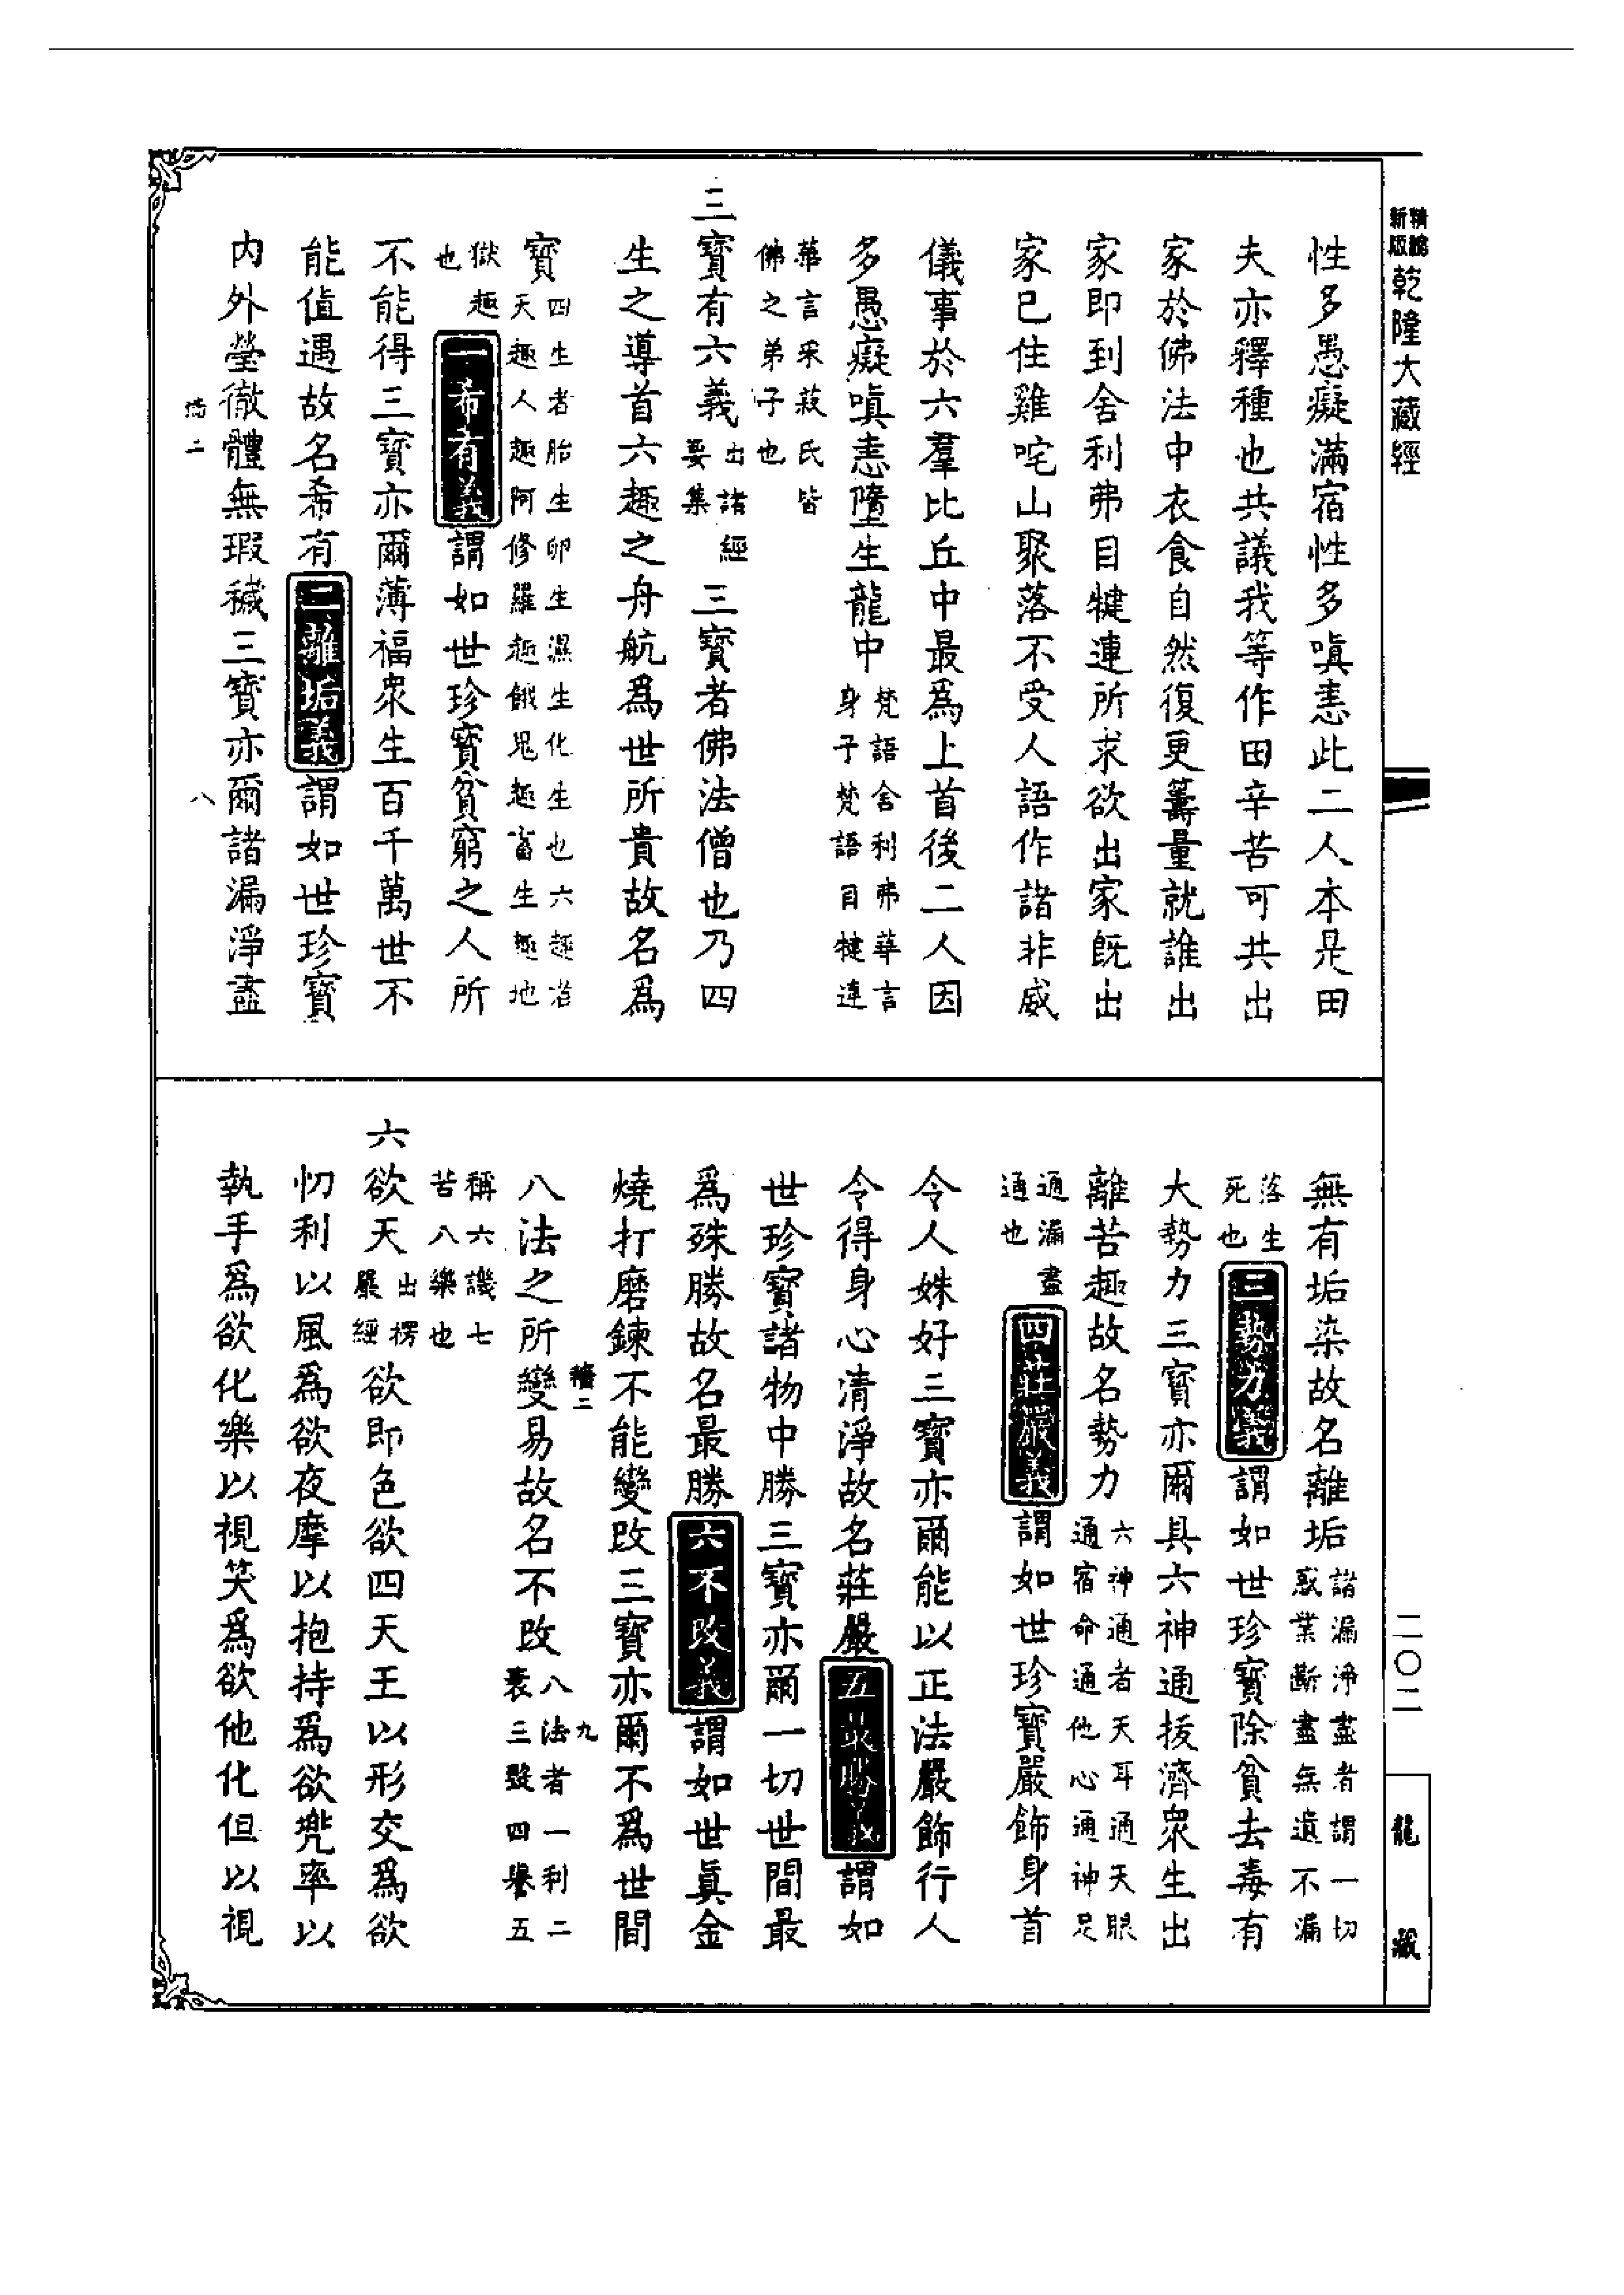 精繪
新版
乾隆大藏經
性多愚癡滿宿性多嗔恚此二人本是田
夫亦釋種也共議我等作田辛苦可共出
家於佛法中衣食自然復更籌量就誰出
家即到舍利弗目犍連所求欲出家既出
家已住雞咤山聚落不受人語作諸非威
儀事於六羣比丘中最爲上首後二人因
多愚癡嗔恚墮生龍中梵語舍利弗華言身子梵語目犍連
華言采菽氏皆佛之弟子也
三寶有六義出諸經要集三寶者佛法僧也乃四
生之導首六趣之舟航爲世所貴故名爲
寶四生者胎生卵生濕生化生也六趣者天趣人趣阿修羅趣餓鬼趣畜生趣地
獄趣也一希有義謂如世珍寶貧窮之人所
不能得三寶亦爾薄福衆生百千萬世不
能值遇故名希有二離垢義謂如世珍寶
內外瑩徹體無瑕穢三寶亦爾諸漏淨盡
八
無有垢染故名離垢諸漏淨盡者謂一切惑業斷盡無遺不漏
落生死也三勢力義謂如世珍寶除貧去毒有
大勢力三寶亦爾具六神通拔濟衆生出
離苦趣故名勢力六神通者天耳通天眼通宿命通他心通神足
通漏盡通也四莊嚴義謂如世珍寶嚴飾身首
令人姝好三寶亦爾能以正法嚴飾行人
令得身心清淨故名莊嚴五最勝義謂如
世珍寶諸物中勝三寶亦爾一切世間最
爲殊勝故名最勝六不改義謂如世眞金
燒打磨鍊不能變改三寶亦爾不爲世間
九
八法之所變易故名不改八法者一利二衰三毀四譽五
稱六譏七苦八樂也
六欲天出楞嚴經欲即色欲四天王以形交爲欲
忉利以風爲欲夜摩以抱持爲欲兜率以
執手爲欲化樂以視笑爲欲他化但以視
二〇二
龍藏